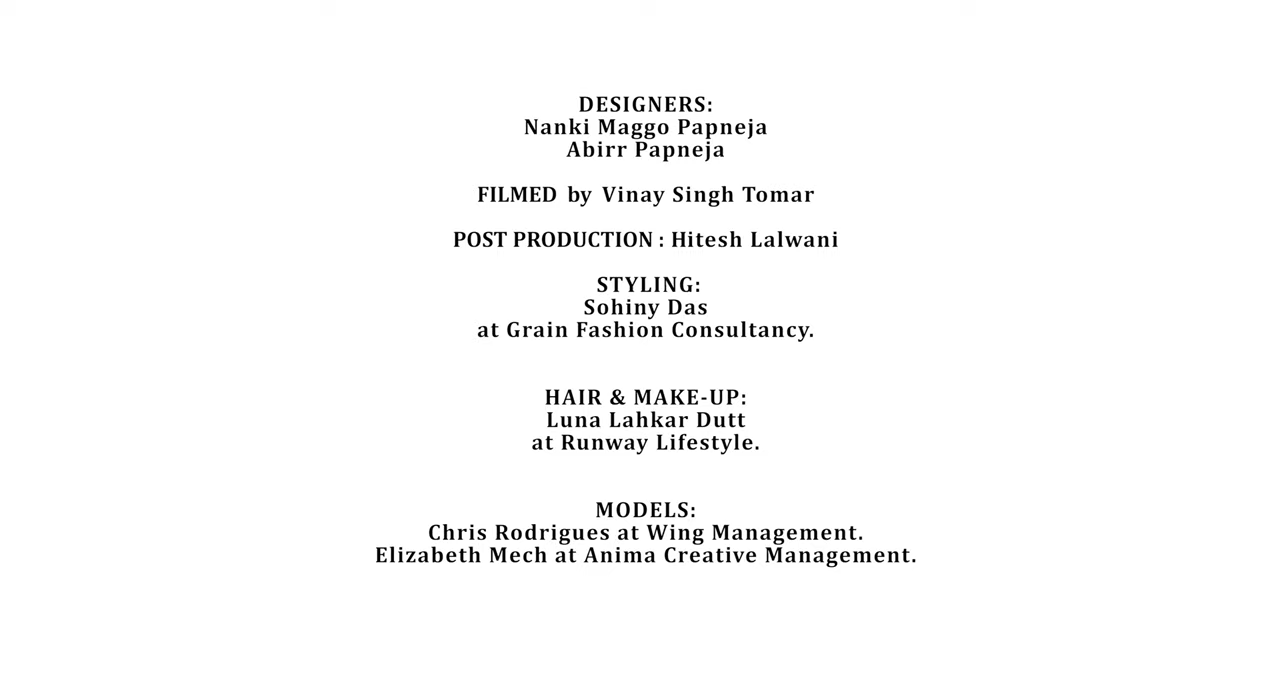 DESIGNERS:
Nanki Maggo Papneja
Abirr Papneja
FILMED by Vinay Singh Tomar
POST PRODUCTION : Hitesh Lalwani
STYLING:
Sohiny Das
at Grain Fashion Consultancy.
HAIR & MAKE-UP:
Luna Lahkar Dutt
at Runway Lifestyle.
MODELS:
Chris Rodrigues at Wing Management.
Elizabeth Mech at Anima Creative Management.